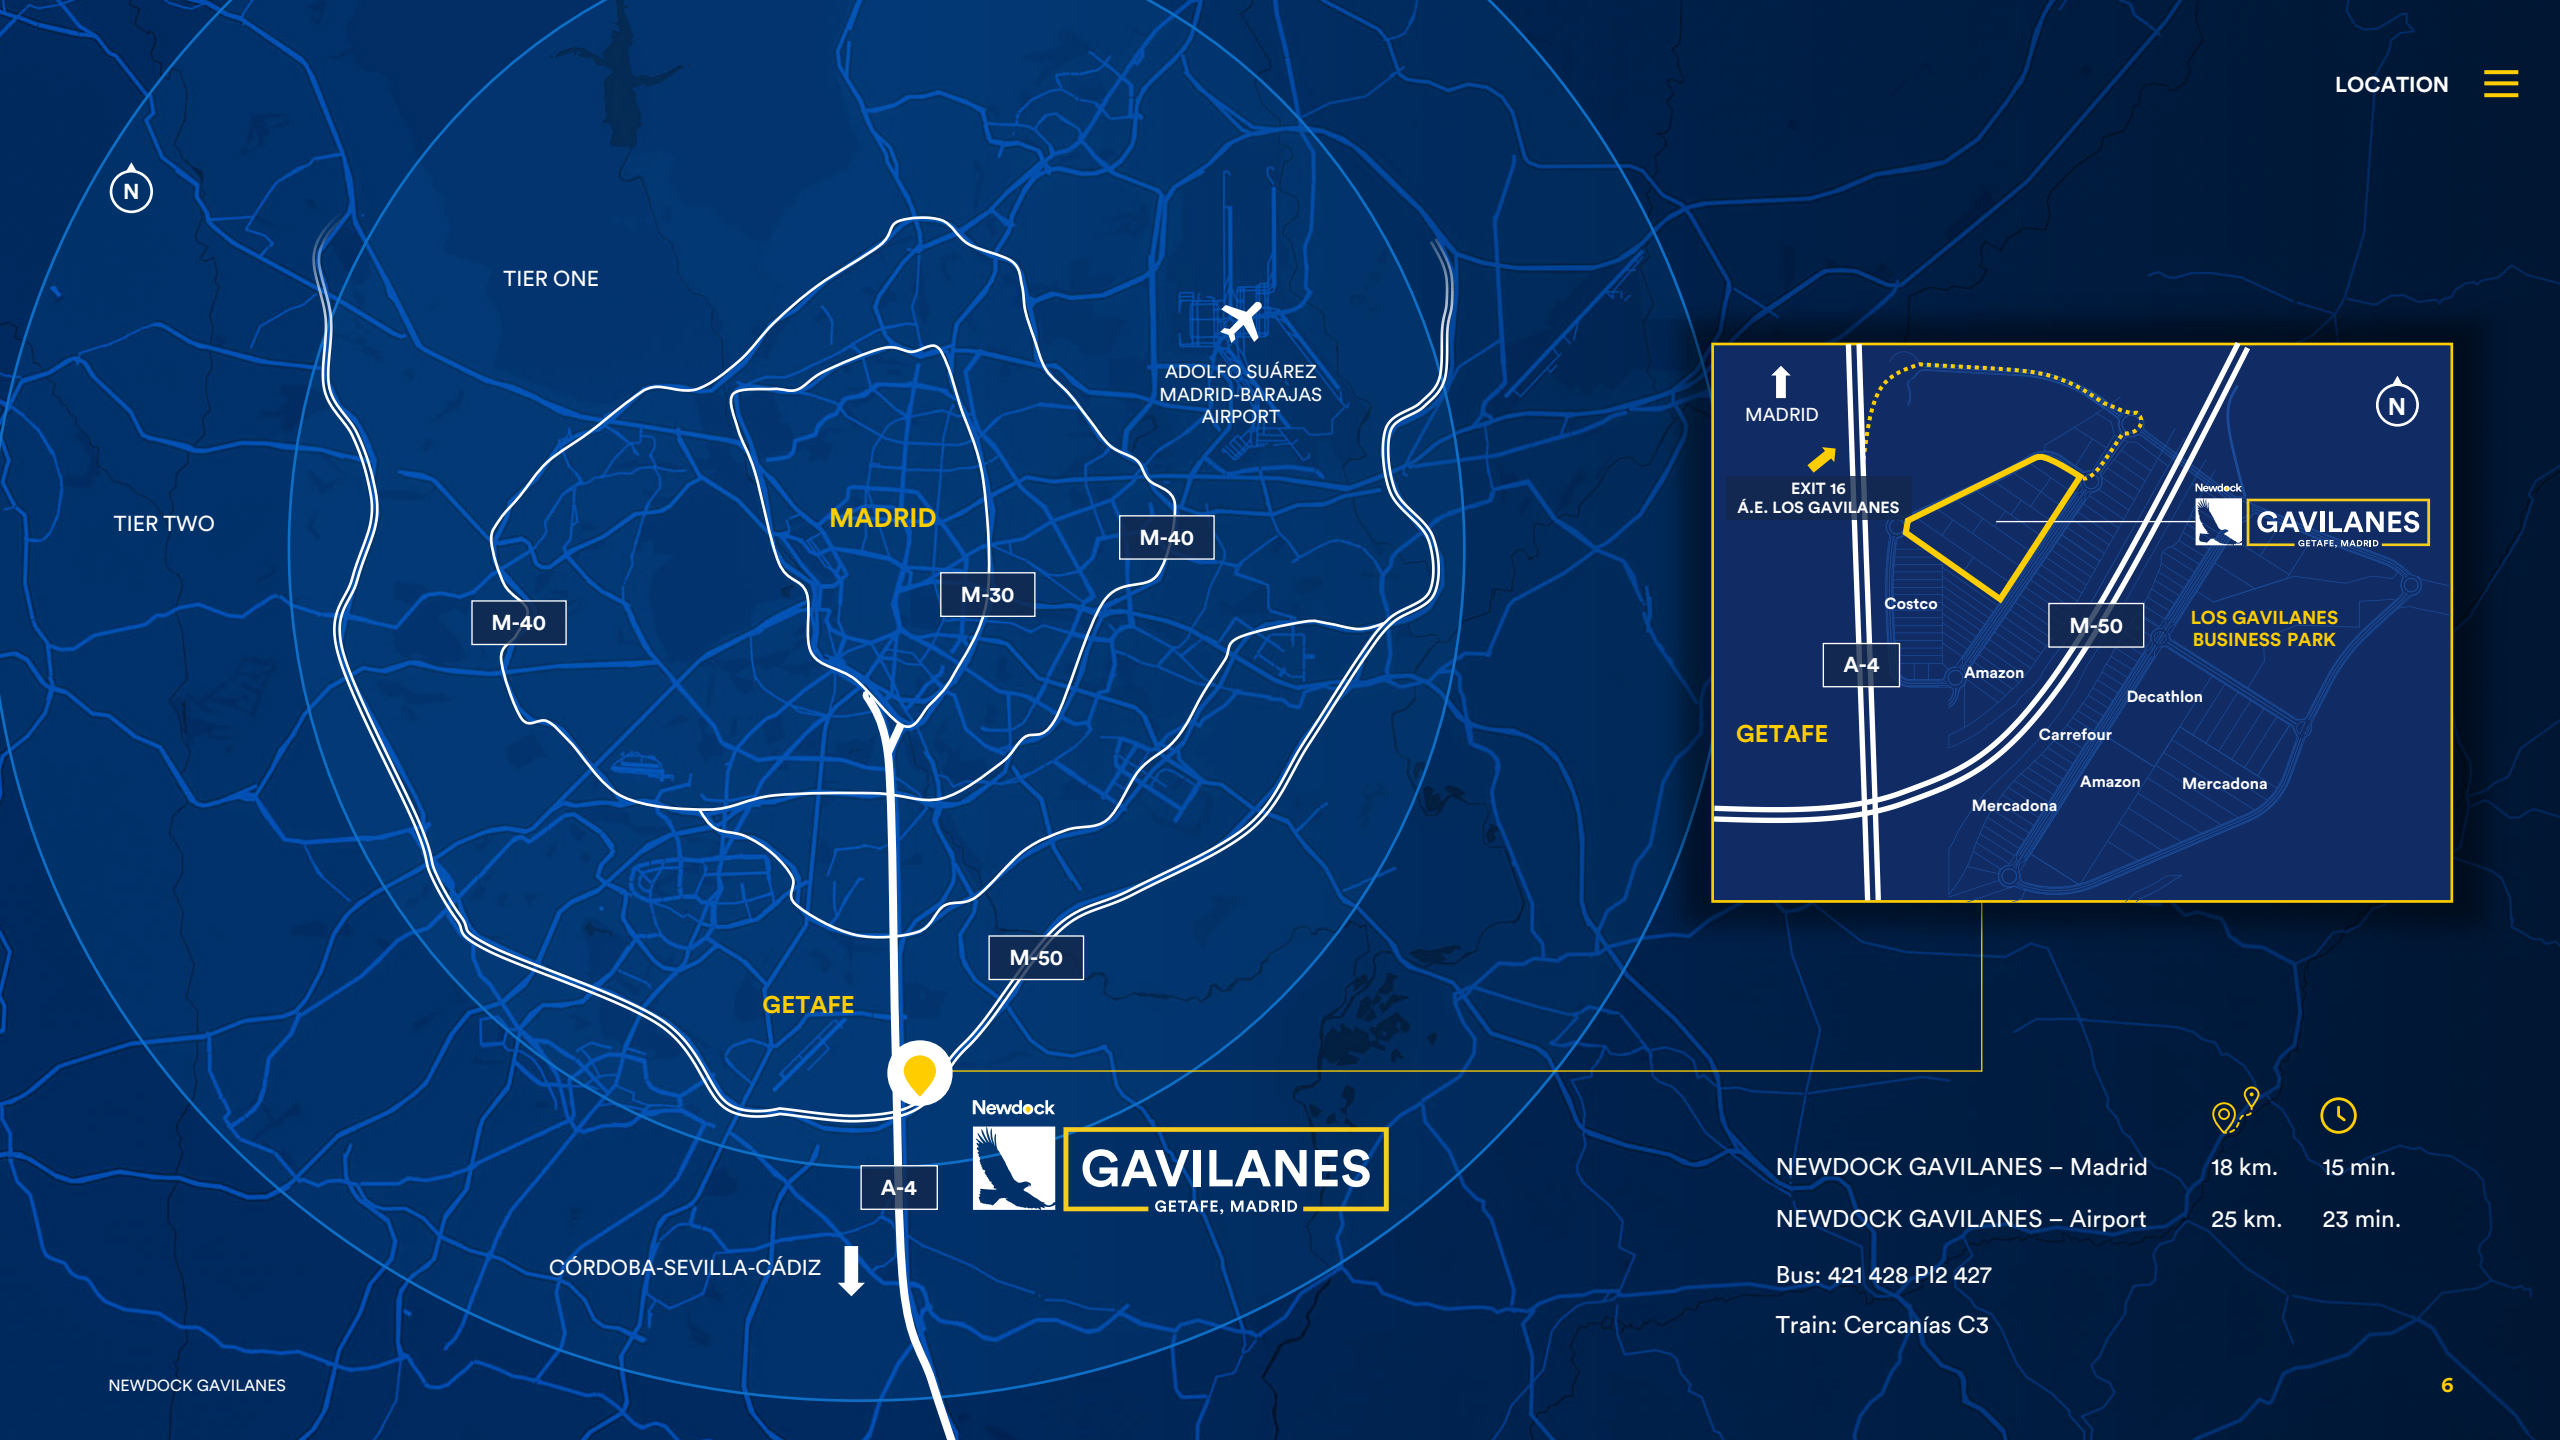 LOCATION
N
TIER ONE
ADOLFO SUÁREZ
MADRID-BARAJAS
AIRPORT
TIER TWO
MADRID
M-40
M-30
M-40
M-50
GETAFE
Newdock
GAVILANES
GETAFE, MADRID
A-4
CÓRDOBA-SEVILLA-CÁDIZ
MADRID
N
EXIT 16
Á.E. LOS GAVILANES
Newdock
GAVILANES
GETAFE, MADRID
Costco
M-50
LOS GAVILANES
BUSINESS PARK
A-4
Amazon
Decathlon
GETAFE
Carrefour
Amazon
Mercadona
Mercadona
NEWDOCK GAVILANES – Madrid 18 km. 15 min.
NEWDOCK GAVILANES – Airport 25 km. 23 min.
Bus: 421 428 PI2 427
Train: Cercanías C3
NEWDOCK GAVILANES
6